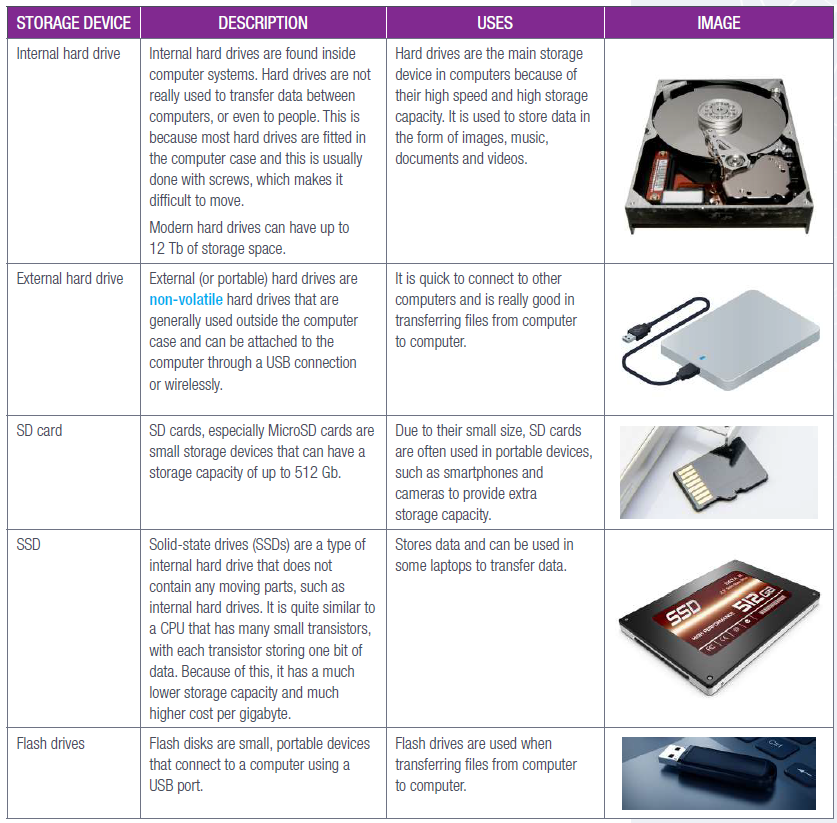 STORAGE DEVICE DESCRIPTION USES IMAGE
Internal hard drive
Internal hard drives are found inside
computer systems. Hard drives are not
really used to transfer data between
computers, or even to people. This is
because most hard drives are fitted in
the computer case and this is usually
done with screws, which makes it
difficult to move.
Modern hard drives can have up to
12 Tb of storage space.
Hard drives are the main storage
device in computers because of
their high speed and high storage
capacity. It is used to store data in
the form of images, music,
documents and videos.
External hard drive
External (or portable) hard drives are
non-volatile hard drives that are
generally used outside the computer
case and can be attached to the
computer through a USB connection
or wirelessly.
It is quick to connect to other
computers and is really good in
transferring files from computer
to computer.
SD card
SD cards, especially MicroSD cards are
small storage devices that can have a
storage capacity of up to 512 Gb.
Due to their small size, SD cards
are often used in portable devices,
such as smartphones and
cameras to provide extra
storage capacity.
SSD
Solid-state drives (SSDs) are a type of
internal hard drive that does not
contain any moving parts, such as
internal hard drives. It is quite similar to
a CPU that has many small transistors,
with each transistor storing one bit of
data. Because of this, it has a much
lower storage capacity and much
higher cost per gigabyte.
Stores data and can be used in
some laptops to transfer data.
SSD
512GB
HIGH PERFORMANCE
Flash drives
Flash disks are small, portable devices
that connect to a computer using a
USB port.
Flash drives are used when
transferring files from computer
to computer.
Ctrl